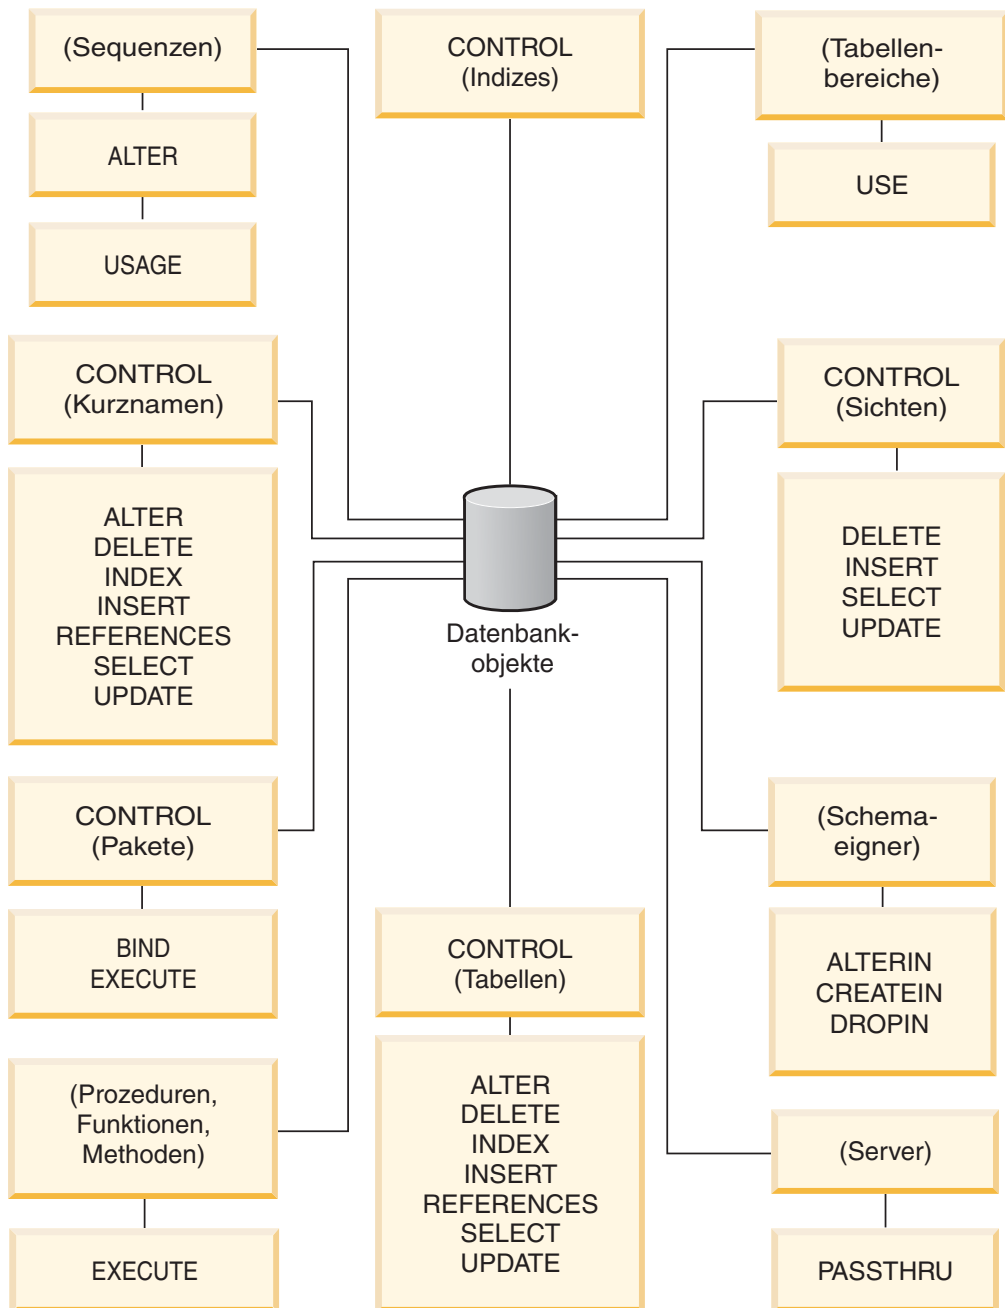 (Sequenzen)
ALTER
USAGE
CONTROL
(Indizes)
(Tabellen-
bereiche)
USE
CONTROL
(Kurznamen)
ALTER
DELETE
INDEX
INSERT
REFERENCES
SELECT
UPDATE
CONTROL
(Sichten)
DELETE
INSERT
SELECT
UPDATE
Datenbank-
objekte
CONTROL
(Pakete)
BIND
EXECUTE
(Schema-
eigner)
ALTERIN
CREATEIN
DROPIN
CONTROL
(Tabellen)
ALTER
DELETE
INDEX
INSERT
REFERENCES
SELECT
UPDATE
(Prozeduren,
Funktionen,
Methoden)
EXECUTE
(Server)
PASSTHRU